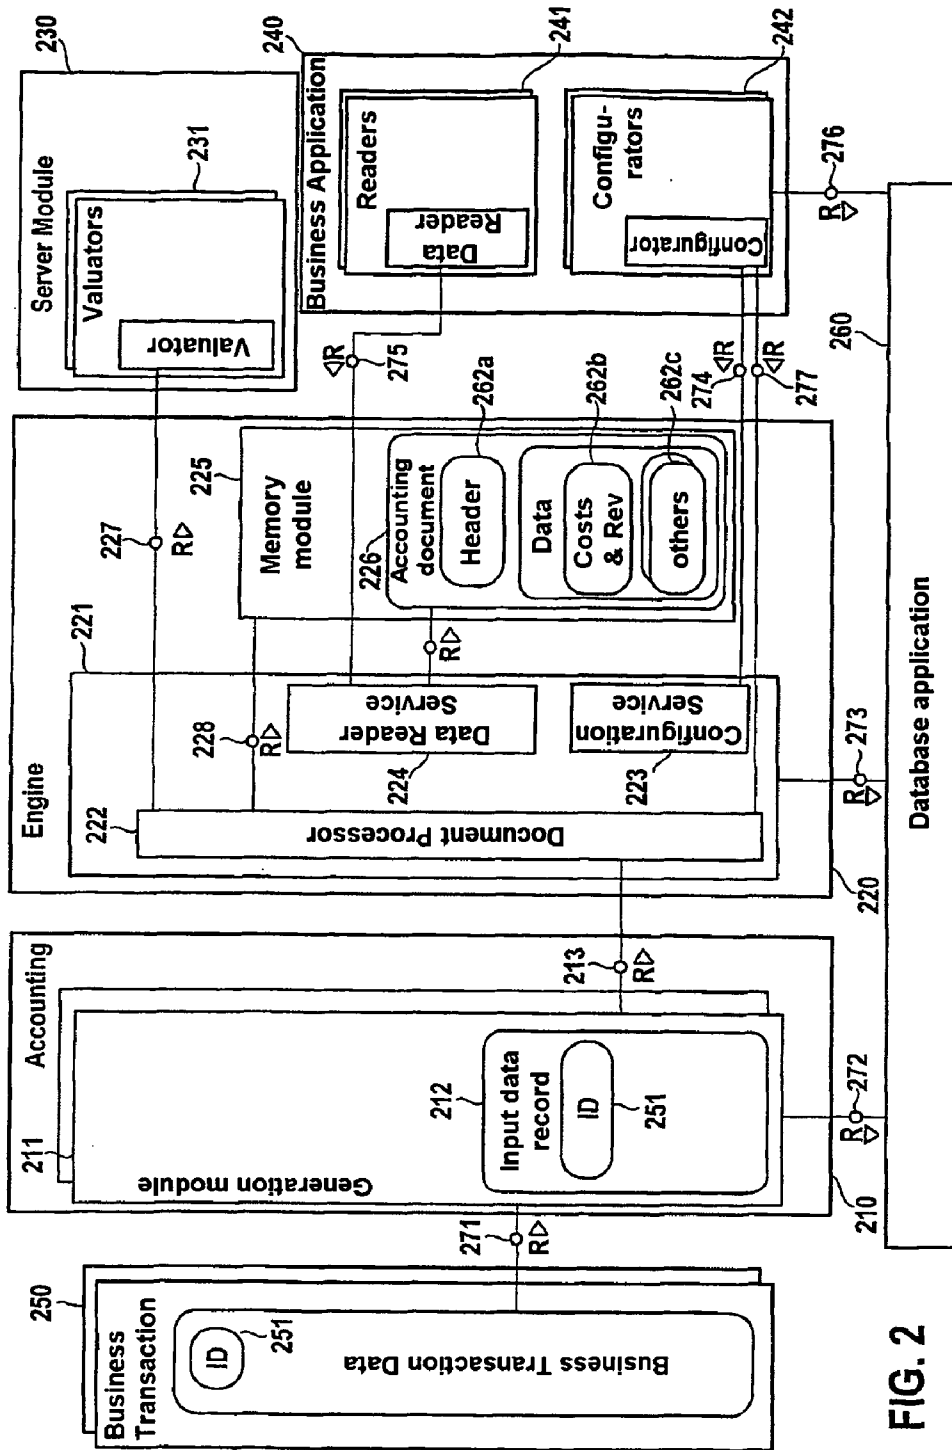 230
Server Module
231
Valuators
Valuator
240
Business Application
Readers
Reader
Data
241
Configu-
rators
Configurator
242
276
R
227
R
275
R
274
R
277
R
260
Engine
221
225
Memory
module
226
Accounting
document
262a
Header
Data
262b
Costs
& Rev
262c
others
R
228
R
224
Data Reader
Service
223
Configuration
Service
222
Document Processor
273
R
220
Database application
Accounting
211
Generation module
212
Input data
record
ID
251
213
R
272
R
210
271
R
250
Business
Transaction
ID
251
Business Transaction Data
FIG. 2